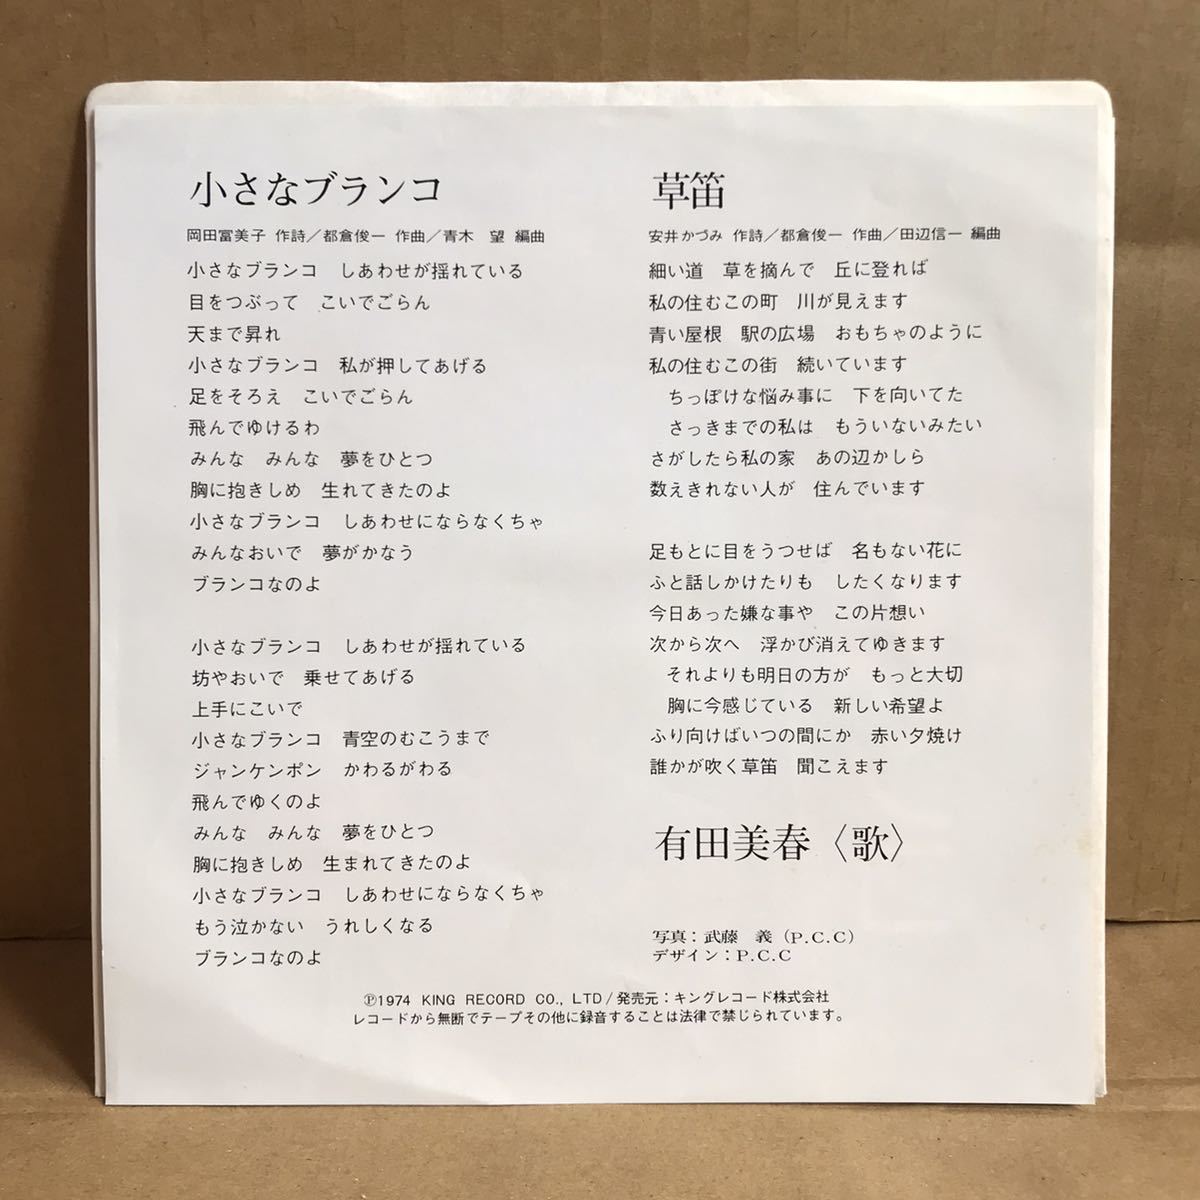 小さなブランコ
岡田冨美子 作詩／都倉俊一 作曲／青木　望 編曲
小さなブランコ　しあわせが揺れている
目をつぶって　こいでごらん
天まで昇れ
小さなブランコ　私が押してあげる
足をそろえ　こいでごらん
飛んでゆけるわ
みんな　みんな　夢をひとつ
胸に抱きしめ　生れてきたのよ
小さなブランコ　しあわせにならなくちゃ
みんなおいで　夢がかなう
ブランコなのよ
小さなブランコ　しあわせが揺れている
坊やおいで　乗せてあげる
上手にこいで
小さなブランコ　青空のむこうまで
ジャンケンポン　かわるがわる
飛んでゆくのよ
みんな　みんな　夢をひとつ
胸に抱きしめ　生まれてきたのよ
小さなブランコ　しあわせにならなくちゃ
もう泣かない　うれしくなる
ブランコなのよ
草笛
安井かづみ 作詩／都倉俊一 作曲／田辺信一 編曲
細い道　草を摘んで　丘に登れば
私の住むこの町　川が見えます
青い屋根　駅の広場　おもちゃのように
私の住むこの街　続いています
ちっぽけな悩み事に　下を向いてた
さっきまでの私は　もういないみたい
さがしたら私の家　あの辺かしら
数えきれない人が　住んでいます
足もとに目をうつせば　名もない花に
ふと話しかけたりも　したくなります
今日あった嫌な事や　この片想い
次から次へ　浮かび消えてゆきます
それよりも明日の方が　もっと大切
胸に今感じている　新しい希望よ
ふり向けばいつの間にか　赤い夕焼け
誰かが吹く草笛　聞こえます
有田美春〈歌〉
写真：武藤　義（P.C.C）
デザイン：P.C.C
Ⓟ1974 KING RECORD CO., LTD/発売元：キングレコード株式会社
レコードから無断でテープその他に録音することは法律で禁じられています。